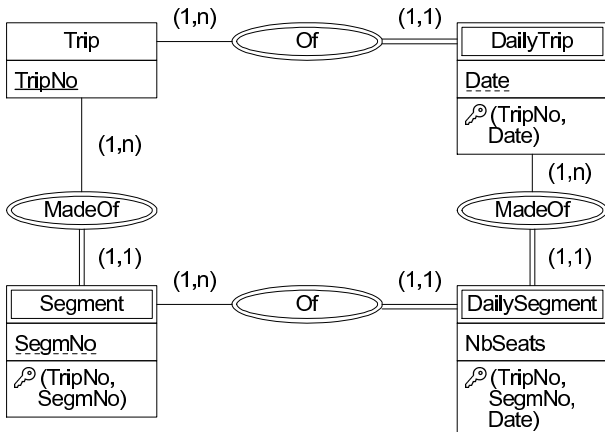 Trip
TripNo
(1,n)
Of
(1,1)
DailyTrip
Date
(TripNo,
Date)
(1,n)
MadeOf
(1,1)
(1,n)
MadeOf
(1,1)
Segment
SegmNo
(TripNo,
SegmNo)
(1,n)
Of
(1,1)
DailySegment
NbSeats
(TripNo,
SegmNo,
Date)